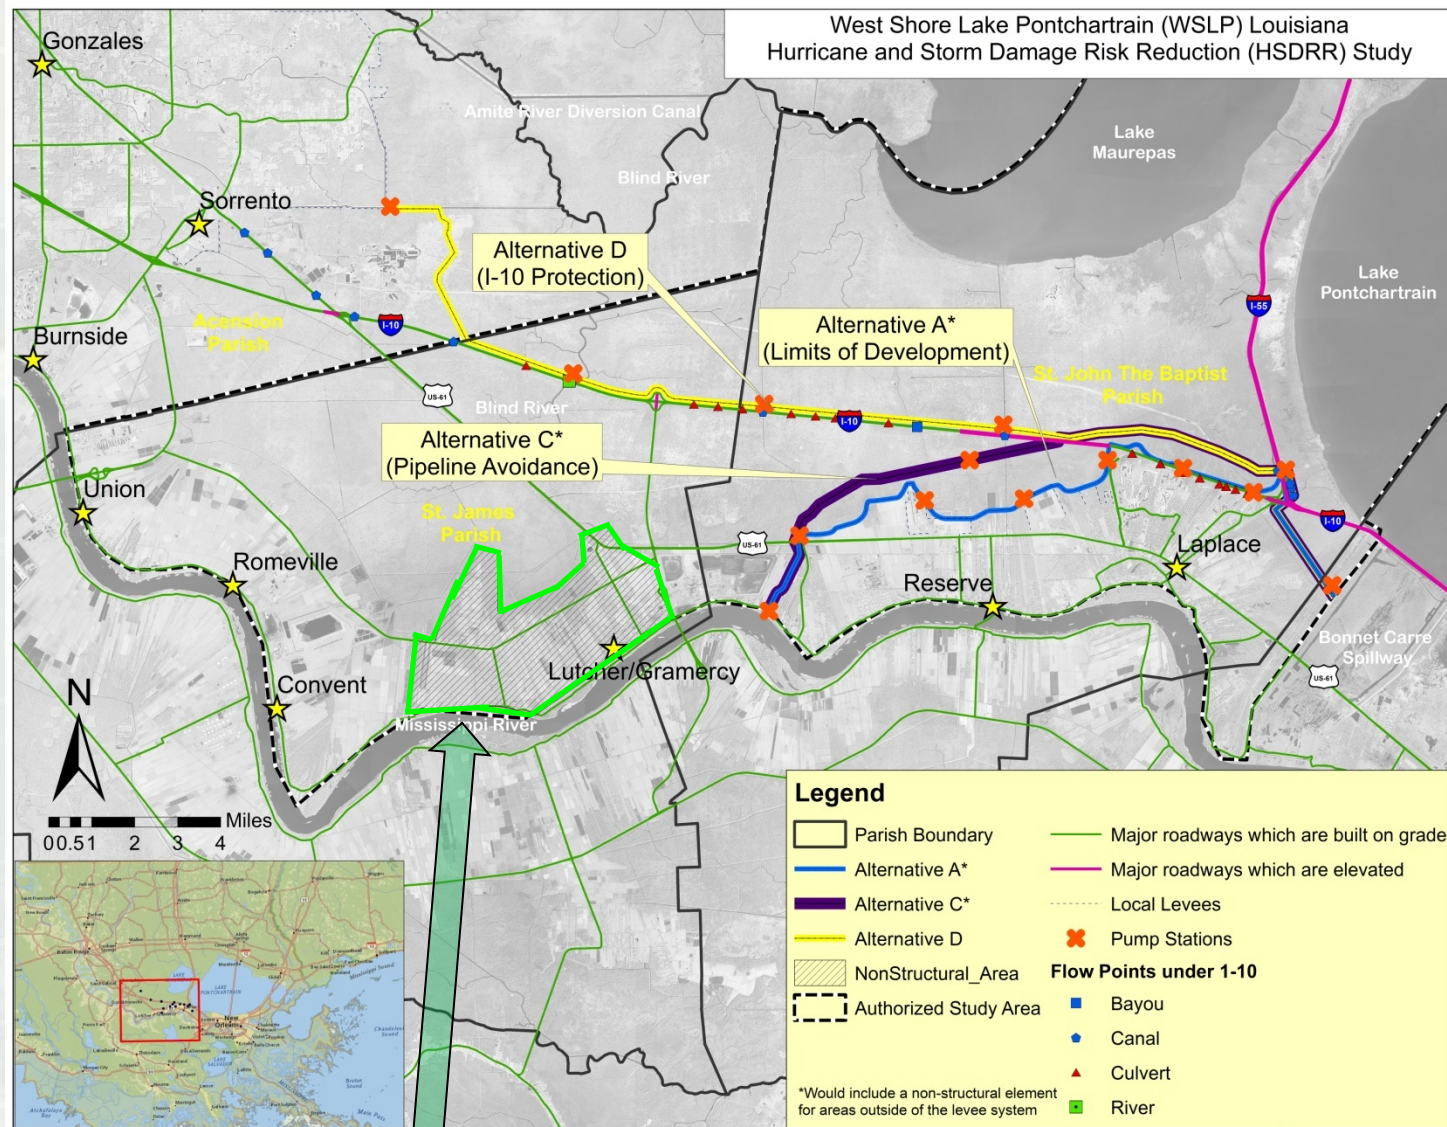 West Shore Lake Pontchartrain (WSLP) Louisiana
Hurricane and Storm Damage Risk Reduction (HSDRR) Study
Gonzales
Amite River Diversion Canal
Lake
Maurepas
Blind River
Sorrento
Alternative D
(I-10 Protection)
Lake
Pontchartrain
I-55
Acension
Parish
I-10
Alternative A*
(Limits of Development)
Burnside
St. John The Baptist
Parish
US-61
Blind River
I-10
Alternative C*
(Pipeline Avoidance)
Union
St. James
Parish
I-10
US-61
Laplace
Romeville
Reserve
Bonnet Carre
Spillway
Lutcher/Gramercy
US-61
Convent
Mississippi River
N
Miles
0 0.5 1 2 3 4
Legend
Parish Boundary
Alternative A*
Alternative C*
Alternative D
NonStructural_Area
Authorized Study Area
*Would include a non-structural element
for areas outside of the levee system
Major roadways which are built on grade
Major roadways which are elevated
Local Levees
Pump Stations
Flow Points under 1-10
Bayou
Canal
Culvert
River